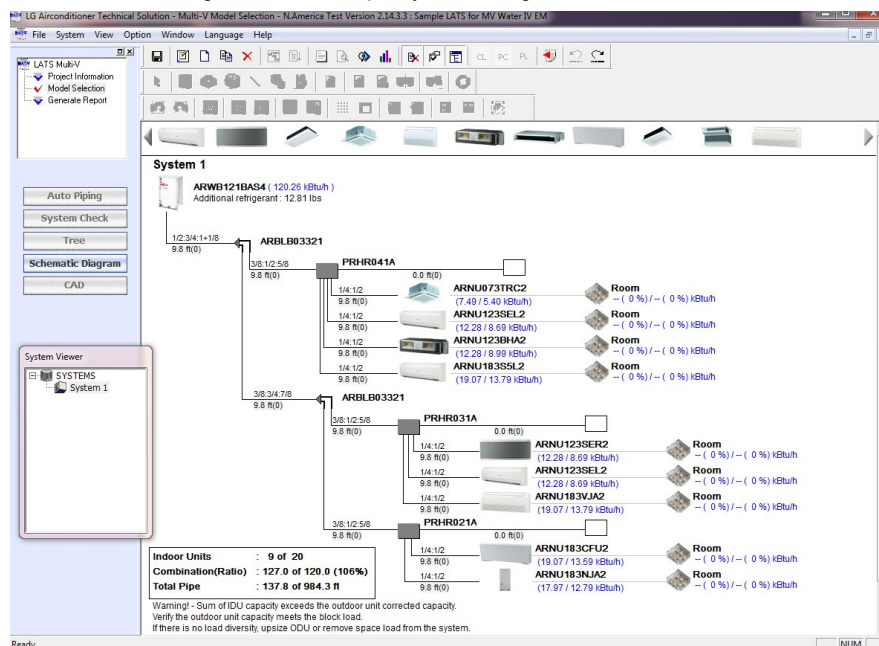 LG Airconditioner Technical Solution - Multi-V Model Selection - N.America Test Version 2.14.3.3 : Sample LATS for MV Water IV EM
File System View Option Window Language Help
CL PC PL
LATS Multi-V
Project Information
Model Selection
Generate Report
Auto Piping
System Check
Tree
Schematic Diagram
CAD
System Viewer
SYSTEMS
System 1
System 1
ARWB121BAS4 ( 120.26 kBtu/h )
Additional refrigerant : 12.81 lbs
1/2:3/4:1+1/8
9.8 ft(0)
ARBLB03321
3/8:1/2:5/8
9.8 ft(0)
PRHR041A
0.0 ft(0)
1/4:1/2
9.8 ft(0)
ARNU073TRC2
(7.49 / 5.40 kBtu/h)
Room
-- ( 0 %) / -- ( 0 %) kBtu/h
1/4:1/2
9.8 ft(0)
ARNU123SEL2
(12.28 / 8.69 kBtu/h)
Room
-- ( 0 %) / -- ( 0 %) kBtu/h
1/4:1/2
9.8 ft(0)
ARNU123BHA2
(12.28 / 8.99 kBtu/h)
Room
-- ( 0 %) / -- ( 0 %) kBtu/h
1/4:1/2
9.8 ft(0)
ARNU183S5L2
(19.07 / 13.79 kBtu/h)
Room
-- ( 0 %) / -- ( 0 %) kBtu/h
3/8:3/4:7/8
9.8 ft(0)
ARBLB03321
3/8:1/2:5/8
9.8 ft(0)
PRHR031A
0.0 ft(0)
1/4:1/2
9.8 ft(0)
ARNU123SER2
(12.28 / 8.69 kBtu/h)
Room
-- ( 0 %) / -- ( 0 %) kBtu/h
1/4:1/2
9.8 ft(0)
ARNU123SEL2
(12.28 / 8.69 kBtu/h)
Room
-- ( 0 %) / -- ( 0 %) kBtu/h
1/4:1/2
9.8 ft(0)
ARNU183VJA2
(19.07 / 13.79 kBtu/h)
Room
-- ( 0 %) / -- ( 0 %) kBtu/h
3/8:1/2:5/8
9.8 ft(0)
PRHR021A
0.0 ft(0)
1/4:1/2
9.8 ft(0)
ARNU183CFU2
(19.07 / 13.59 kBtu/h)
Room
-- ( 0 %) / -- ( 0 %) kBtu/h
1/4:1/2
9.8 ft(0)
ARNU183NJA2
(17.97 / 12.79 kBtu/h)
Room
-- ( 0 %) / -- ( 0 %) kBtu/h
Indoor Units : 9 of 20
Combination(Ratio) : 127.0 of 120.0 (106%)
Total Pipe : 137.8 of 984.3 ft
Warning! - Sum of IDU capacity exceeds the outdoor unit corrected capacity.
Verify the outdoor unit capacity meets the block load.
If there is no load diversity, upsize ODU or remove space load from the system.
Ready
NUM